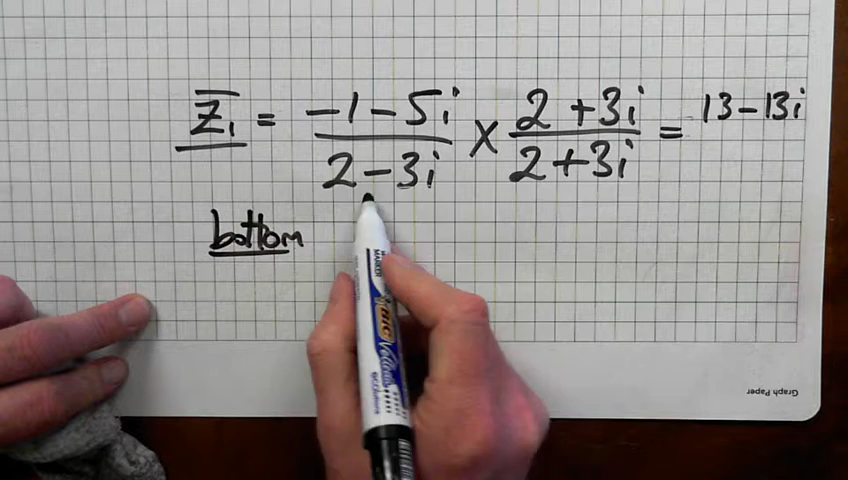 z̅₁ = (-1 - 5i)/(2 - 3i) × (2 + 3i)/(2 + 3i) = 13 - 13i
bottom
BIC Velleda
Graph Paper